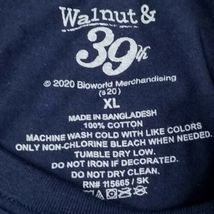 Walnut &
39th
© 2020 Bioworld Merchandising
(s20)
XL
MADE IN BANGLADESH
100% COTTON
MACHINE WASH COLD WITH LIKE COLORS
ONLY NON-CHLORINE BLEACH WHEN NEEDED
TUMBLE DRY LOW.
DO NOT IRON IF DECORATED.
DO NOT DRY CLEAN.
RN# 115665 / SK